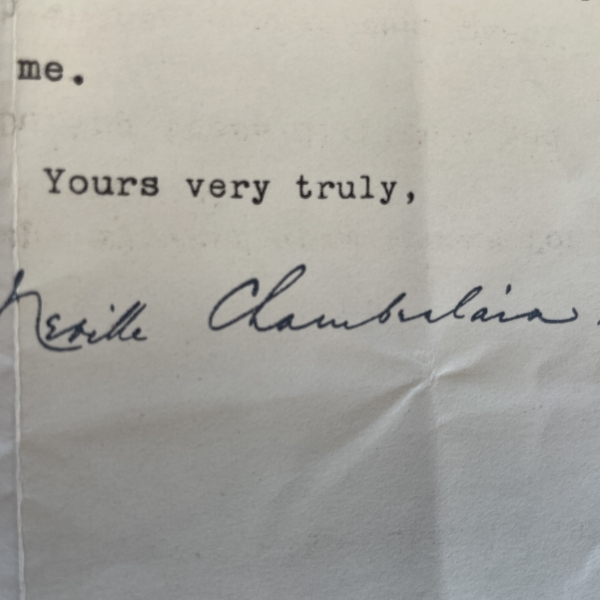 me.
Yours very truly,
Neville Chamberlain.